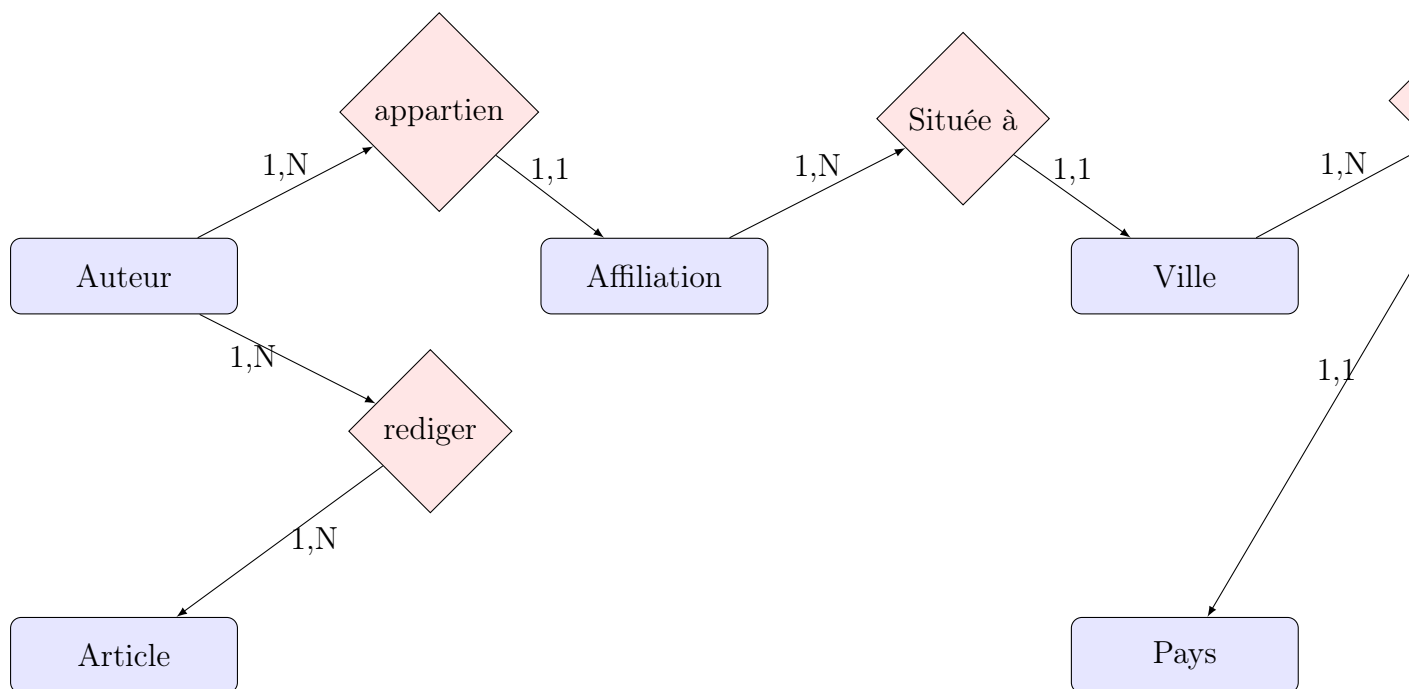 appartien
Située à
1,N
1,1
1,N
1,1
1,N
Auteur
Affiliation
Ville
1,N
1,1
rediger
1,N
Article
Pays